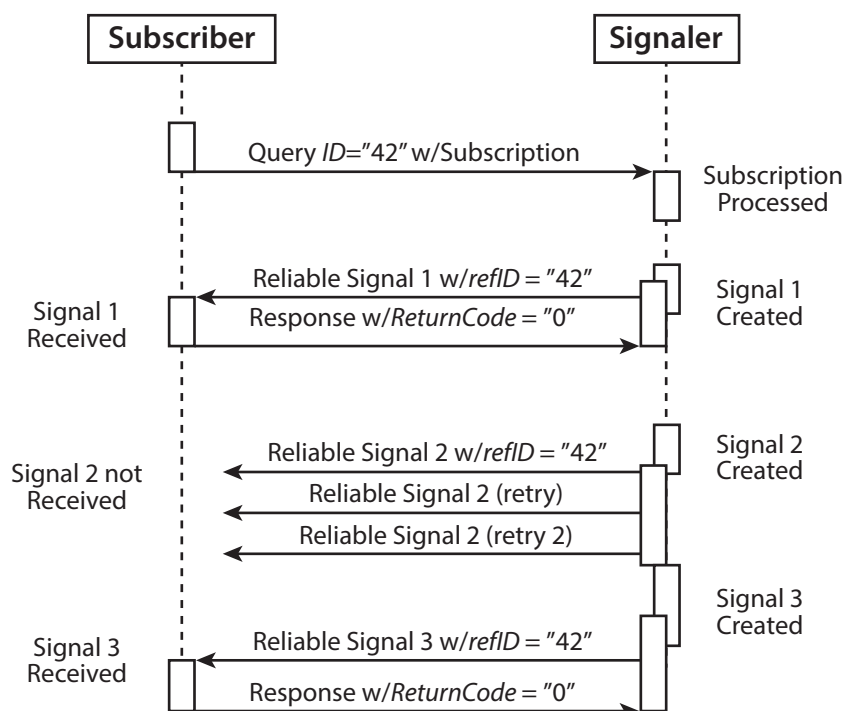 Subscriber
Signaler
Query ID=”42” w/Subscription
Subscription
Processed
Reliable Signal 1 w/refID = ”42”
Signal 1
Created
Signal 1
Received
Response w/ReturnCode = ”0”
Signal 2
Created
Reliable Signal 2 w/refID = ”42”
Signal 2 not
Received
Reliable Signal 2 (retry)
Reliable Signal 2 (retry 2)
Signal 3
Created
Reliable Signal 3 w/refID = ”42”
Signal 3
Received
Response w/ReturnCode = ”0”